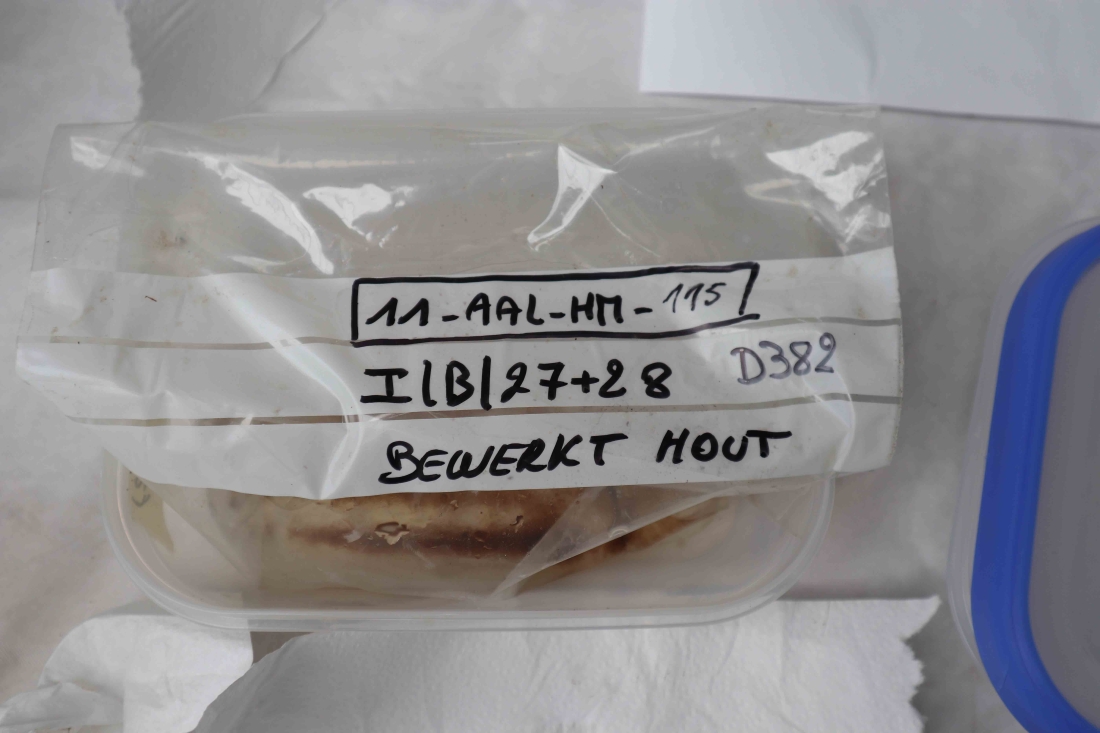 11-AAL-HM-115
I/B/27+28 D382
BEWERKT HOUT